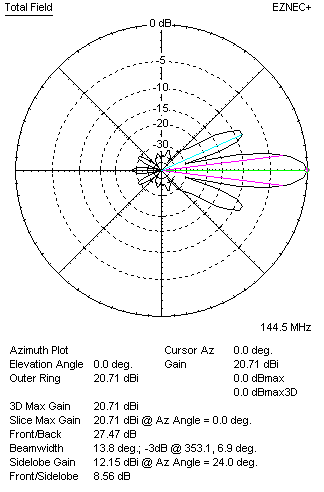 Total Field
EZNEC+
0 dB
-5
-10
-15
-20
-30
144.5 MHz
Azimuth Plot
Cursor Az 0.0 deg.
Elevation Angle 0.0 deg.
Gain 20.71 dBi
Outer Ring 20.71 dBi
0.0 dBmax
0.0 dBmax3D
3D Max Gain 20.71 dBi
Slice Max Gain 20.71 dBi @ Az Angle = 0.0 deg.
Front/Back 27.47 dB
Beamwidth 13.8 deg.; -3dB @ 353.1, 6.9 deg.
Sidelobe Gain 12.15 dBi @ Az Angle = 24.0 deg.
Front/Sidelobe 8.56 dB